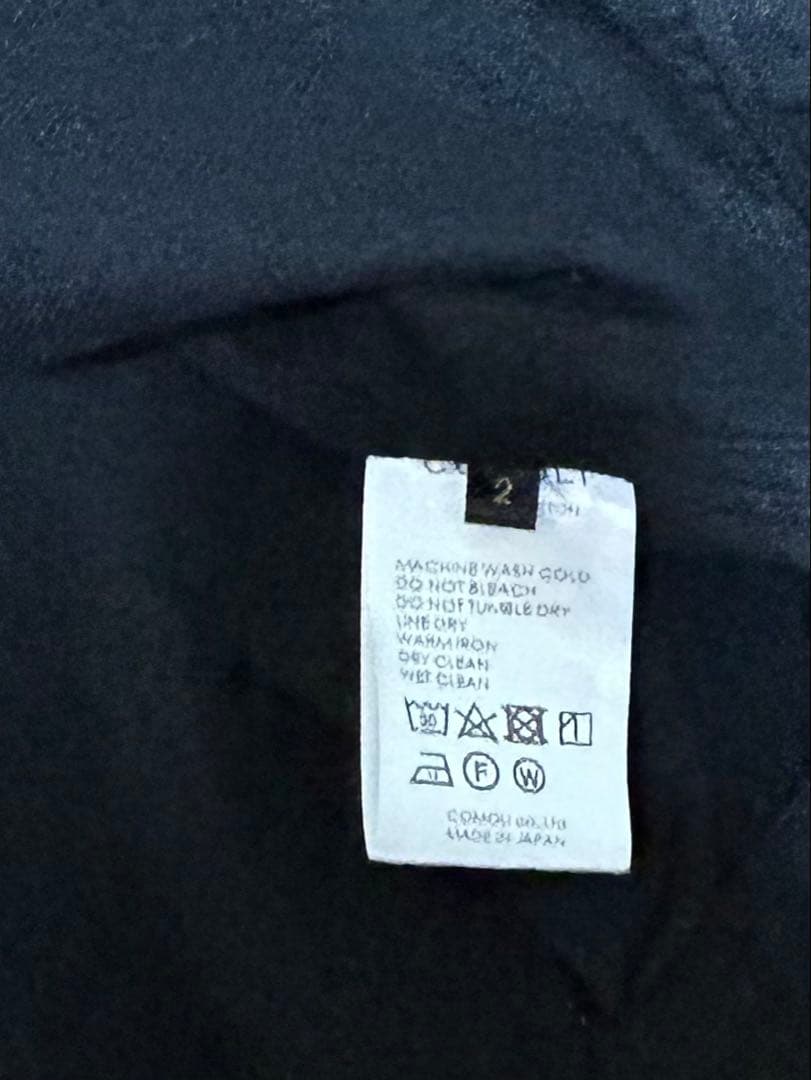 2
MACHINE WASH COLD
DO NOT BLEACH
DO NOT TUMBLE DRY
LINE DRY
WARM IRON
DRY CLEAN
WET CLEAN
30
F W
CO., LTD
MADE IN JAPAN